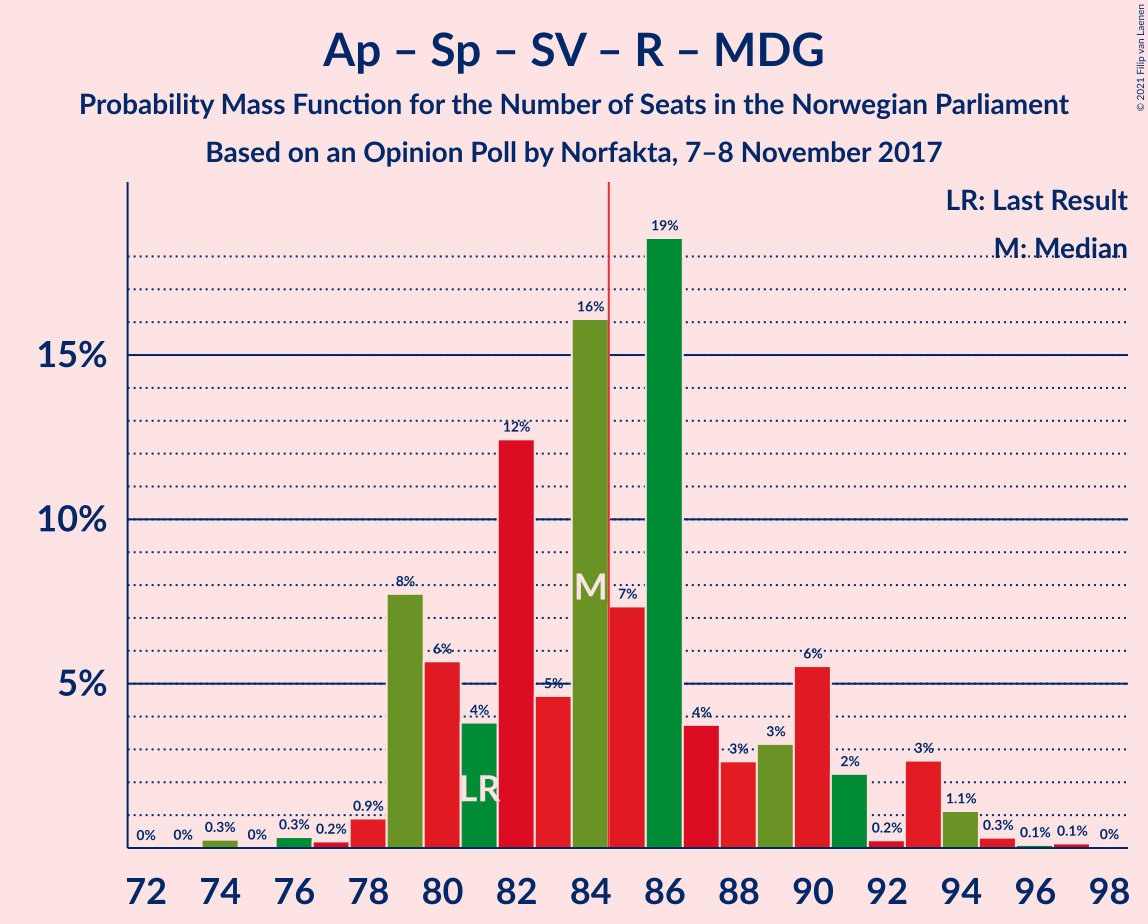 Ap – Sp – SV – R – MDG
Probability Mass Function for the Number of Seats in the Norwegian Parliament
Based on an Opinion Poll by Norfakta, 7–8 November 2017
© 2021 Filip van Laenen
LR: Last Result
M: Median
15%
10%
5%
0% 0% 0.3% 0% 0.3% 0.2% 0.9% 8% 6% 4% 12% 5% 16% 7% 19% 4% 3% 3% 6% 2% 0.2% 3% 1.1% 0.3% 0.1% 0.1% 0%
LR
M
72 74 76 78 80 82 84 86 88 90 92 94 96 98